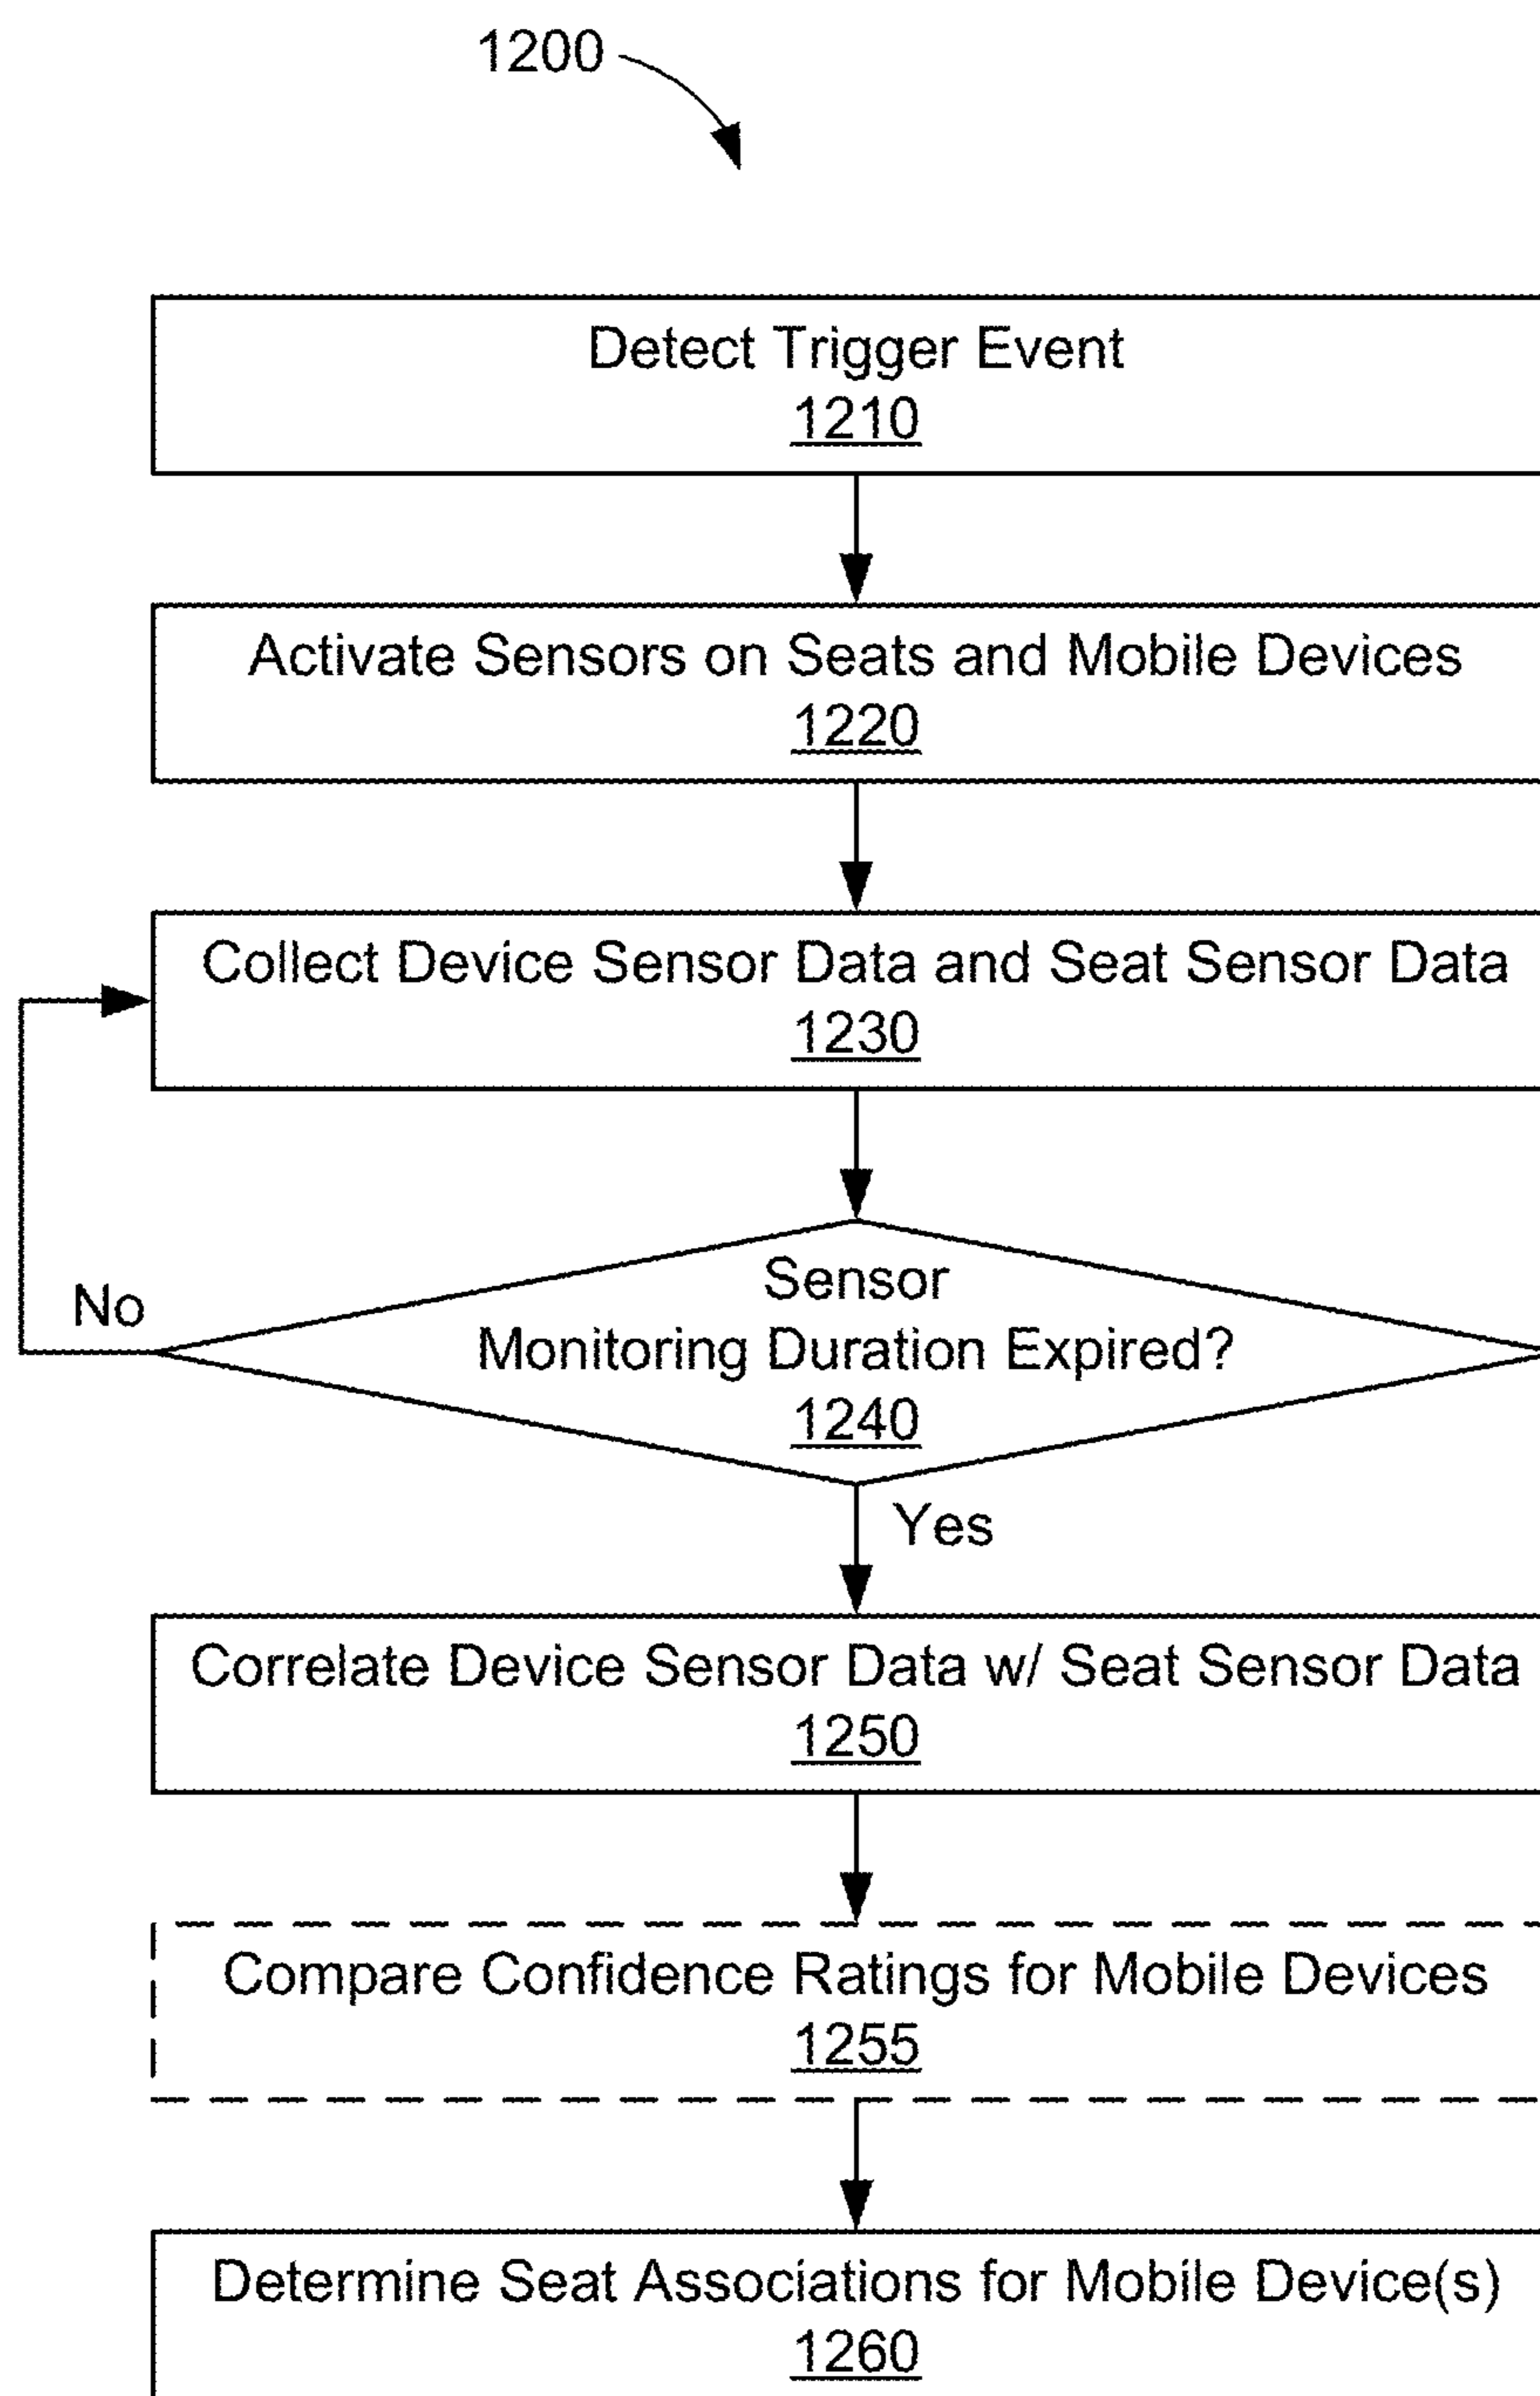 1200
Detect Trigger Event
1210
Activate Sensors on Seats and Mobile Devices
1220
Collect Device Sensor Data and Seat Sensor Data
1230
Sensor
No
Monitoring Duration Expired?
1240
Yes
Correlate Device Sensor Data w/ Seat Sensor Data
1250
Compare Confidence Ratings for Mobile Devices
1255
Determine Seat Associations for Mobile Device(s)
1260